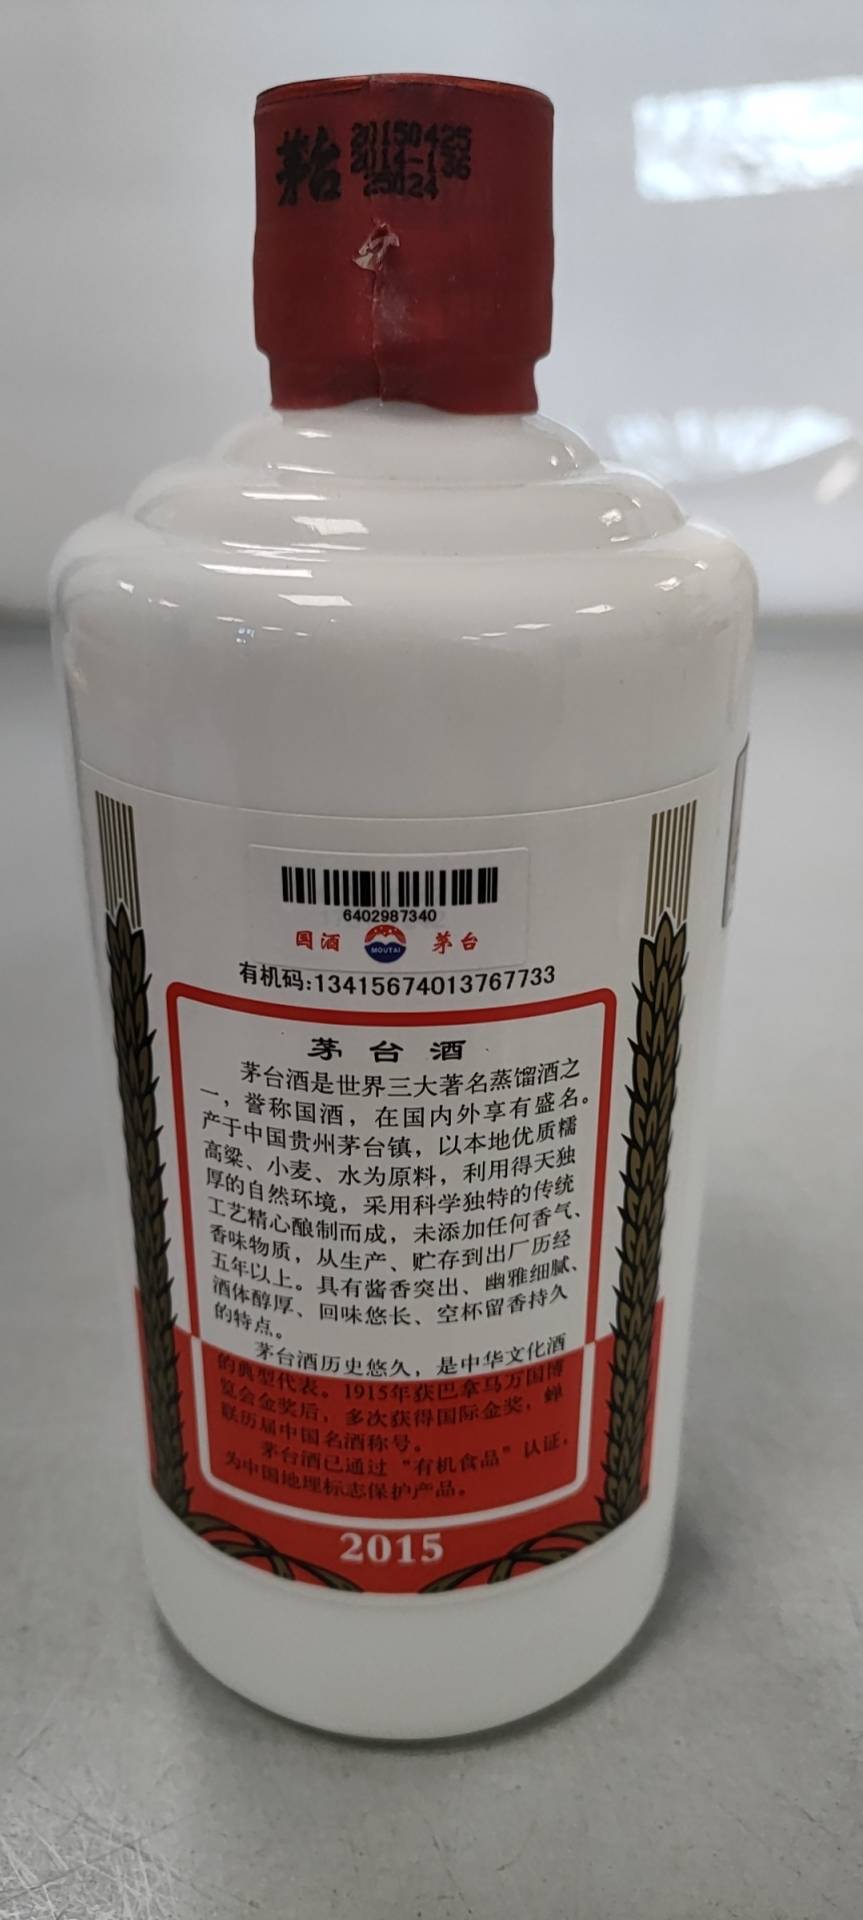 茅台
20150425
2014-136
25024
6402987340
国酒 MOUTAI 茅台
有机码:13415674013767733
茅台酒
茅台酒是世界三大著名蒸馏酒之
一，誉称国酒，在国内外享有盛名。
产于中国贵州茅台镇，以本地优质糯
高粱、小麦、水为原料，利用得天独
厚的自然环境，采用科学独特的传统
工艺精心酿制而成，未添加任何香气、
香味物质，从生产、贮存到出厂历经
五年以上。具有酱香突出、幽雅细腻、
酒体醇厚、回味悠长、空杯留香持久
的特点。
茅台酒历史悠久，是中华文化酒
的典型代表。1915年获巴拿马万国博
览会金奖后，多次获得国际金奖，蝉
联历届中国名酒称号。
茅台酒已通过“有机食品”认证，
为中国地理标志保护产品。
2015